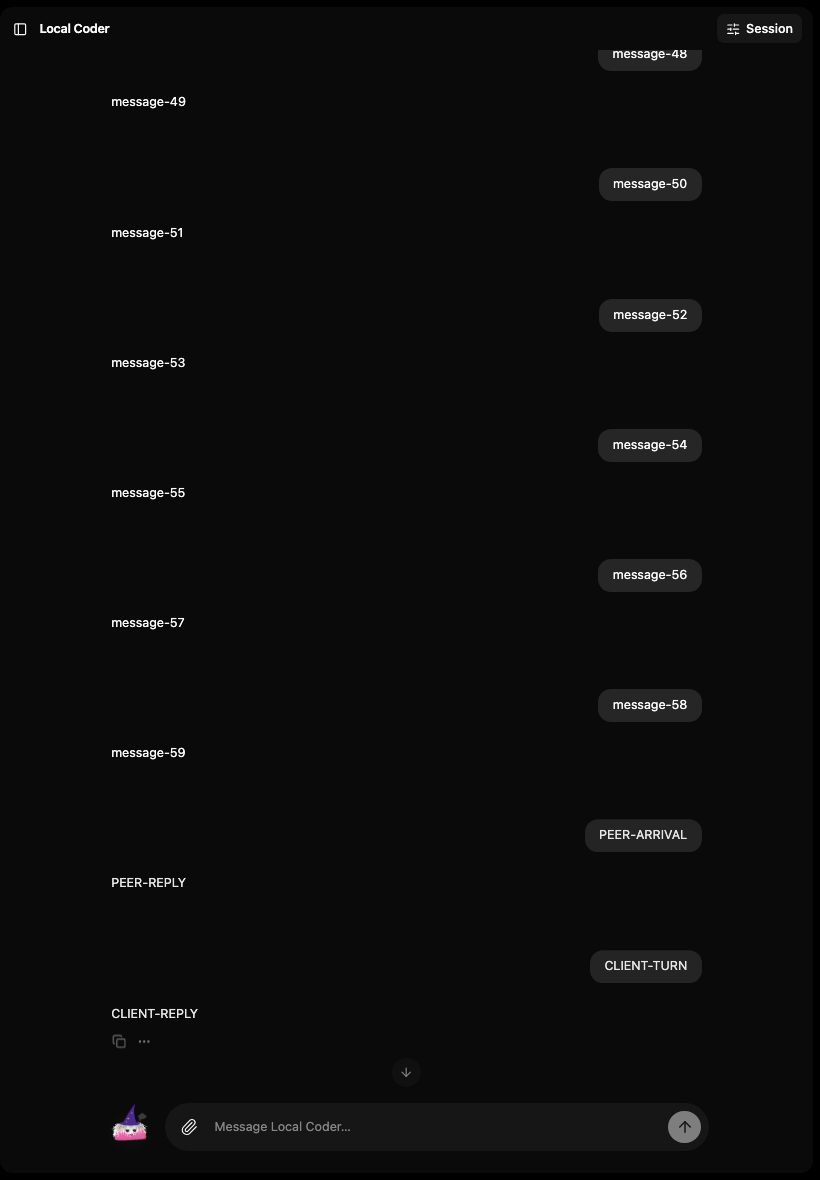 Local Coder
Session
message-48
message-49
message-50
message-51
message-52
message-53
message-54
message-55
message-56
message-57
message-58
message-59
PEER-ARRIVAL
PEER-REPLY
CLIENT-TURN
CLIENT-REPLY
Message Local Coder...